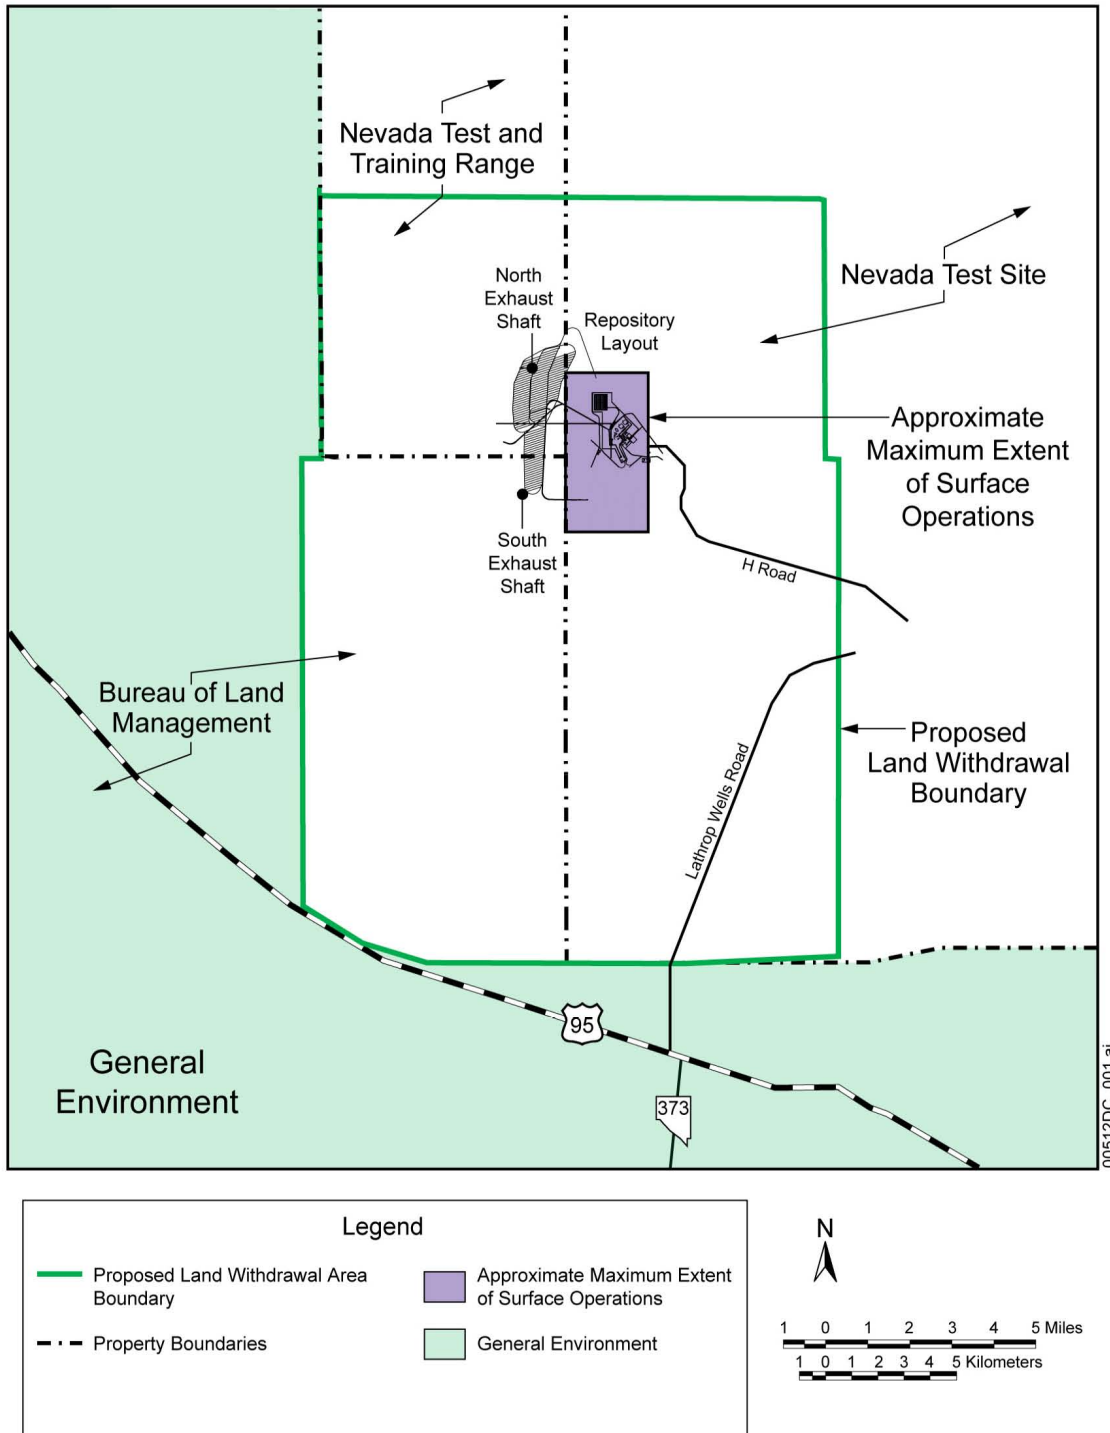 Nevada Test and
Training Range
Nevada Test Site
North
Exhaust
Shaft
Repository
Layout
Approximate
Maximum Extent
of Surface
Operations
South
Exhaust
Shaft
H Road
Bureau of Land
Management
Proposed
Land Withdrawal
Boundary
Lathrop Wells Road
95
General
Environment
373
00512DC_001.ai
Legend
Proposed Land Withdrawal Area
Boundary
Approximate Maximum Extent
of Surface Operations
Property Boundaries
General Environment
N
1 0 1 2 3 4 5 Miles
1 0 1 2 3 4 5 Kilometers